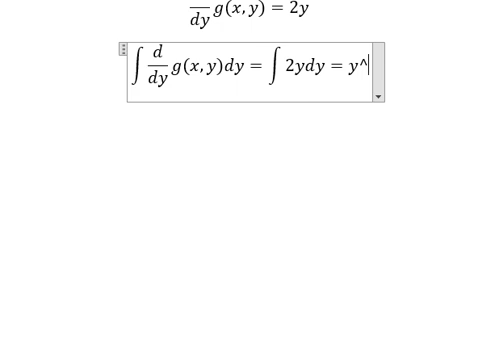 d/dy g(x, y) = 2y
∫ d/dy g(x, y)dy = ∫ 2ydy = y^